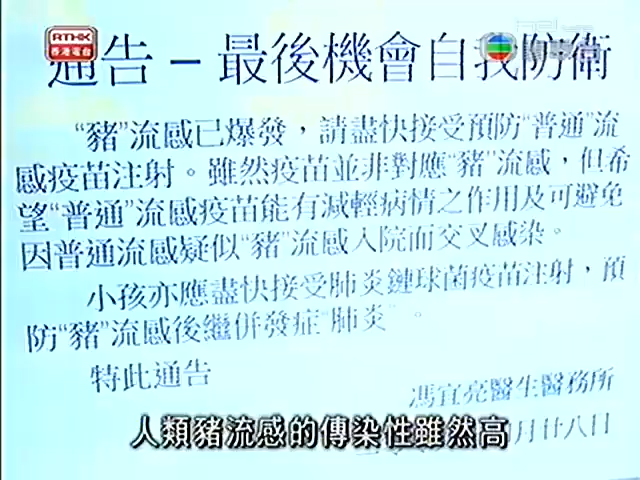 RTHK
香港電台
通告 – 最後機會自我防衛
“豬”流感已爆發，請盡快接受預防“普通”流
感疫苗注射。雖然疫苗並非對應“豬”流感，但希
望“普通”流感疫苗能有減輕病情之作用及可避免
因普通流感疑似“豬”流感入院而交叉感染。
小孩亦應盡快接受肺炎鏈球菌疫苗注射，預
防“豬”流感後繼併發症“肺炎”。
特此通告
馮宜亮醫生醫務所
月廿八日
人類豬流感的傳染性雖然高